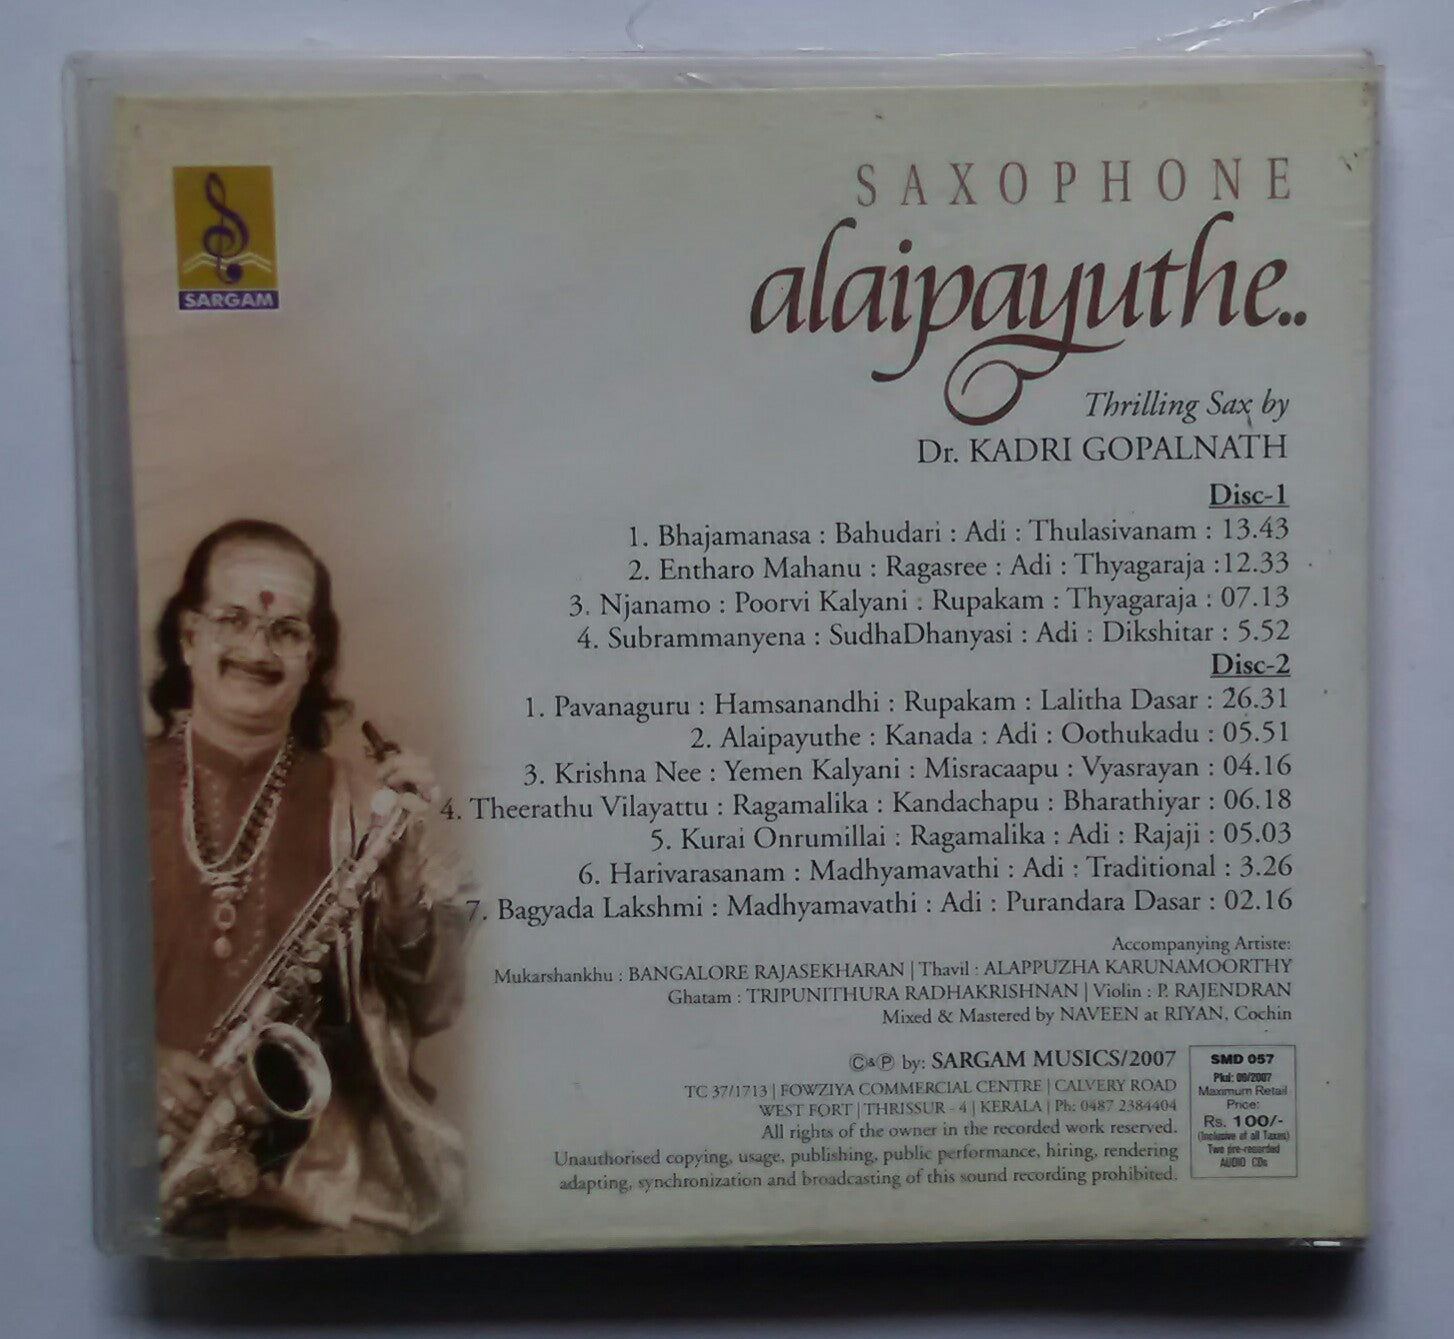 SARGAM
SAXOPHONE
alaipayuthe..
Thrilling Sax by
Dr. KADRI GOPALNATH
Disc-1
1. Bhajamanasa : Bahudari : Adi : Thulasivanam : 13.43
2. Entharo Mahanu : Ragasree : Adi : Thyagaraja :12.33
3. Njanamo : Poorvi Kalyani : Rupakam : Thyagaraja : 07.13
4. Subrammanyena : SudhaDhanyasi : Adi : Dikshitar : 5.52
Disc-2
1. Pavanaguru : Hamsanandhi : Rupakam : Lalitha Dasar : 26.31
2. Alaipayuthe : Kanada : Adi : Oothukadu : 05.51
3. Krishna Nee : Yemen Kalyani : Misracaapu : Vyasrayan : 04.16
4. Theerathu Vilayattu : Ragamalika : Kandachapu : Bharathiyar : 06.18
5. Kurai Onrumillai : Ragamalika : Adi : Rajaji : 05.03
6. Harivarasanam : Madhyamavathi : Adi : Traditional : 3.26
7. Bagyada Lakshmi : Madhyamavathi : Adi : Purandara Dasar : 02.16
Accompanying Artiste:
Mukarshankhu : BANGALORE RAJASEKHARAN | Thavil : ALAPPUZHA KARUNAMOORTHY
Ghatam : TRIPUNITHURA RADHAKRISHNAN | Violin : P. RAJENDRAN
Mixed & Mastered by NAVEEN at RIYAN, Cochin
©&℗ by: SARGAM MUSICS/2007
TC 37/1713 | FOWZIYA COMMERCIAL CENTRE | CALVERY ROAD
WEST FORT | THRISSUR - 4 | KERALA | Ph: 0487 2384404
All rights of the owner in the recorded work reserved.
Unauthorised copying, usage, publishing, public performance, hiring, rendering
adapting, synchronization and broadcasting of this sound recording prohibited.
SMD 057
Pkd: 09/2007
Maximum Retail
Price:
Rs. 100/-
(Inclusive of all Taxes)
Two pre-recorded
AUDIO CDs